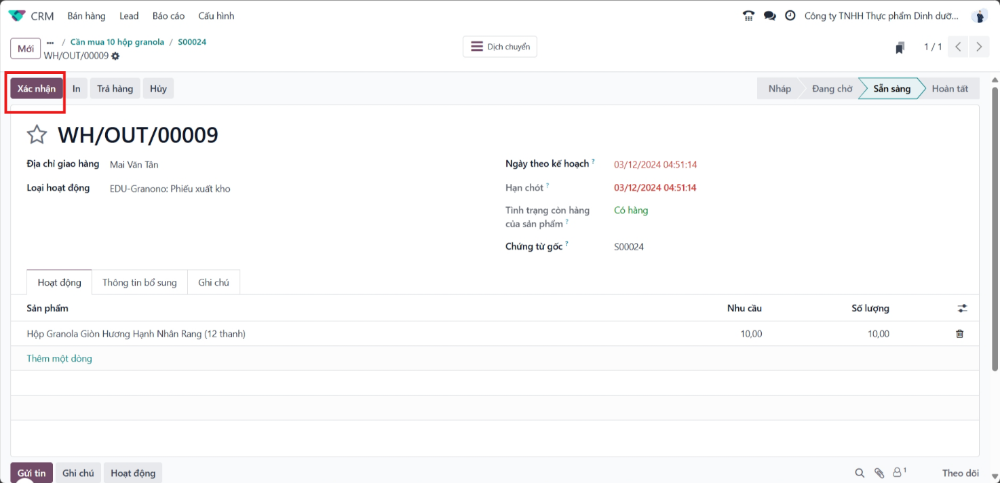 CRM Bán hàng Lead Báo cáo Cấu hình Công ty TNHH Thực phẩm Dinh dưỡ...
Mới ... / Cần mua 10 hộp granola / S00024
WH/OUT/00009
Dịch chuyển
1 / 1
Xác nhận In Trả hàng Hủy Nháp Đang chờ Sẵn sàng Hoàn tất
WH/OUT/00009
Địa chỉ giao hàng Mai Văn Tân
Loại hoạt động EDU-Granono: Phiếu xuất kho
Ngày theo kế hoạch ? 03/12/2024 04:51:14
Hạn chót ? 03/12/2024 04:51:14
Tình trạng còn hàng Có hàng
của sản phẩm ?
Chứng từ gốc ? S00024
Hoạt động Thông tin bổ sung Ghi chú
Sản phẩm Nhu cầu Số lượng
Hộp Granola Giòn Hương Hạnh Nhân Rang (12 thanh) 10,00 10,00
Thêm một dòng
Gửi tin Ghi chú Hoạt động 1 Theo dõi